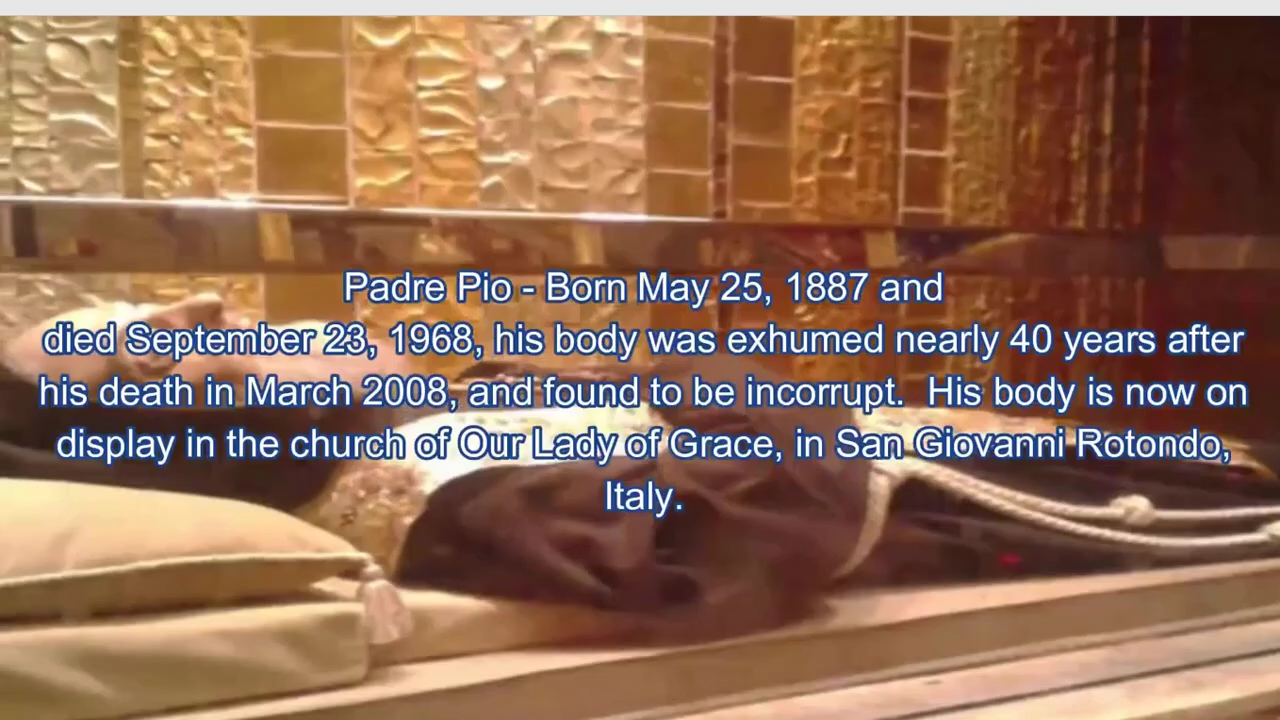 Padre Pio - Born May 25, 1887 and
died September 23, 1968, his body was exhumed nearly 40 years after
his death in March 2008, and found to be incorrupt.  His body is now on
display in the church of Our Lady of Grace, in San Giovanni Rotondo,
Italy.